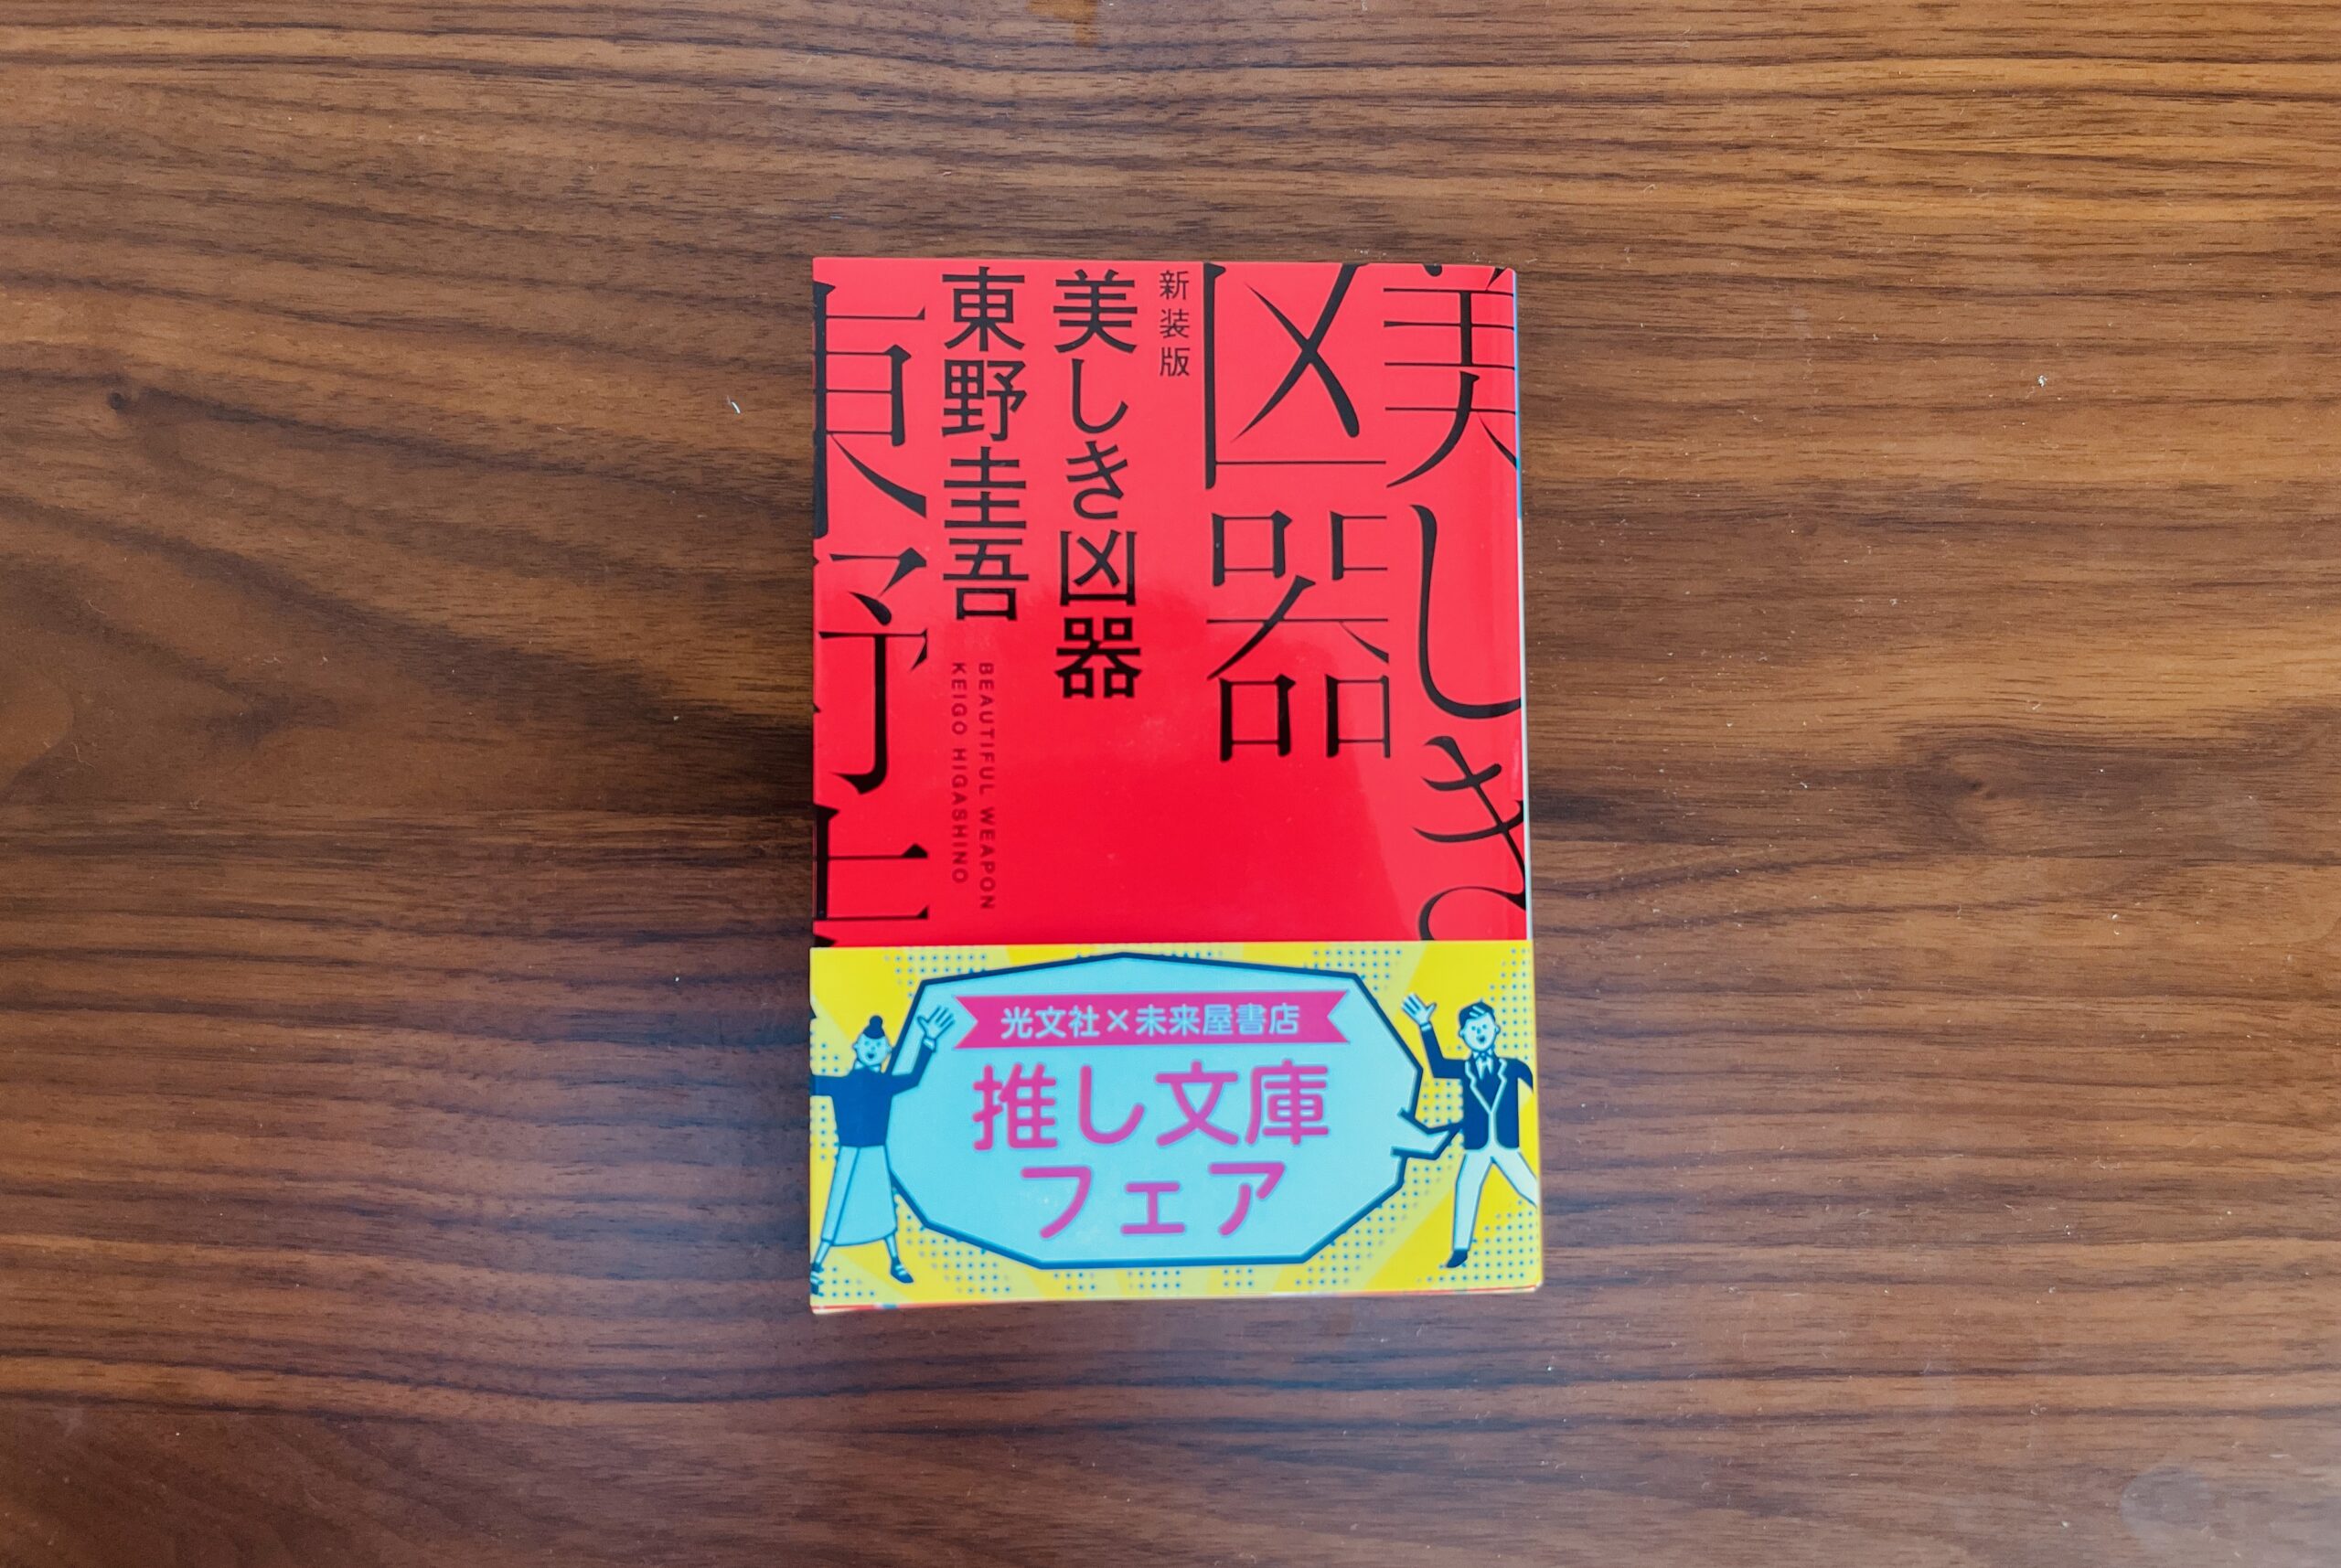 美しき
凶器
新装版
美しき凶器
東野圭吾
BEAUTIFUL WEAPON
KEIGO HIGASHINO
光文社×未来屋書店
推し文庫
フェア